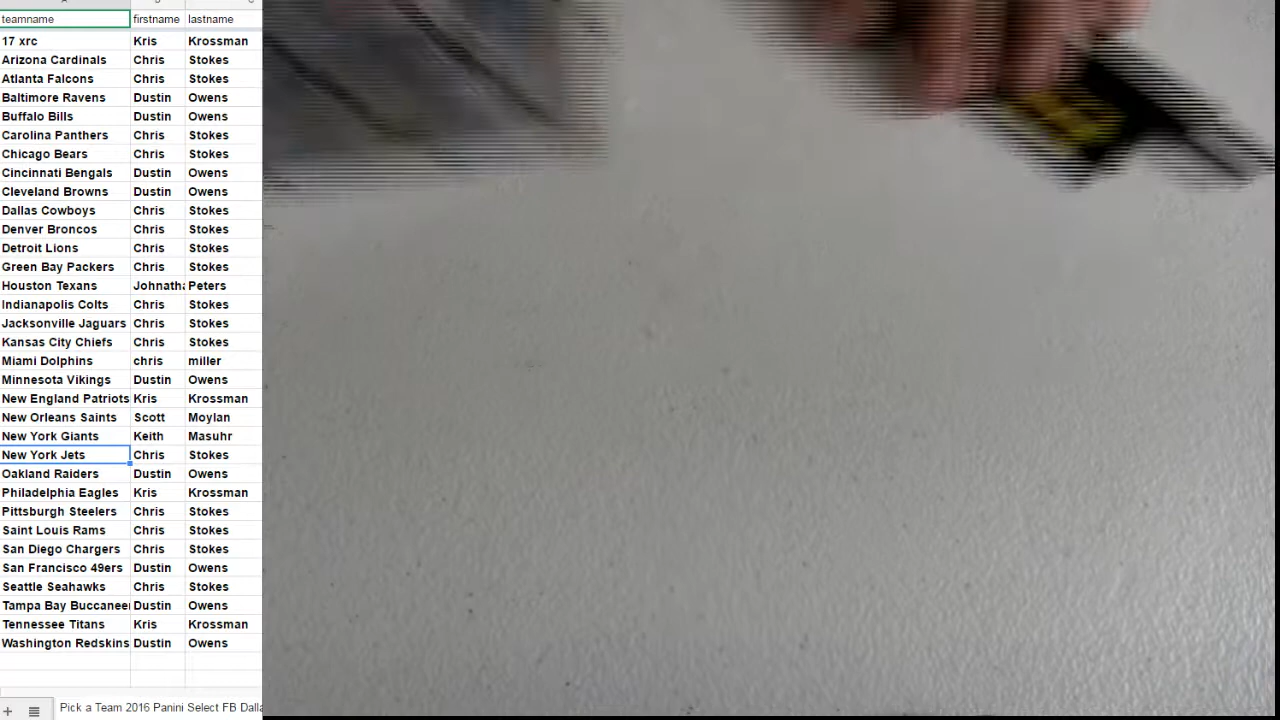 teamname firstname lastname
17 xrc Kris Krossman
Arizona Cardinals Chris Stokes
Atlanta Falcons Chris Stokes
Baltimore Ravens Dustin Owens
Buffalo Bills Dustin Owens
Carolina Panthers Chris Stokes
Chicago Bears Chris Stokes
Cincinnati Bengals Dustin Owens
Cleveland Browns Dustin Owens
Dallas Cowboys Chris Stokes
Denver Broncos Chris Stokes
Detroit Lions Chris Stokes
Green Bay Packers Chris Stokes
Houston Texans Johnatha Peters
Indianapolis Colts Chris Stokes
Jacksonville Jaguars Chris Stokes
Kansas City Chiefs Chris Stokes
Miami Dolphins chris miller
Minnesota Vikings Dustin Owens
New England Patriots Kris Krossman
New Orleans Saints Scott Moylan
New York Giants Keith Masuhr
New York Jets Chris Stokes
Oakland Raiders Dustin Owens
Philadelphia Eagles Kris Krossman
Pittsburgh Steelers Chris Stokes
Saint Louis Rams Chris Stokes
San Diego Chargers Chris Stokes
San Francisco 49ers Dustin Owens
Seattle Seahawks Chris Stokes
Tampa Bay Buccanee Dustin Owens
Tennessee Titans Kris Krossman
Washington Redskins Dustin Owens
Pick a Team 2016 Panini Select FB Dalla